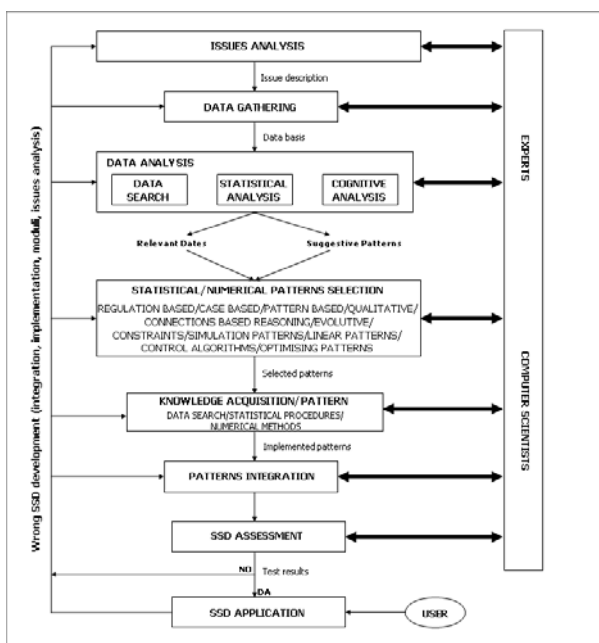 ISSUES ANALYSIS
Issue description
DATA GATHERING
Data basis
DATA ANALYSIS
DATA
SEARCH
STATISTICAL
ANALYSIS
COGNITIVE
ANALYSIS
Relevant Dates
Suggestive Patterns
STATISTICAL/NUMERICAL PATTERNS SELECTION
REGULATION BASED/CASE BASED/PATTERN BASED/QUALITATIVE/
CONNECTIONS BASED REASONING/EVOLUTIVE/
CONSTRAINTS/SIMULATION PATTERNS/LINEAR PATTERNS/
CONTROL ALGORITHMS/OPTIMISING PATTERNS
Selected patterns
KNOWLEDGE ACQUISITION/PATTERN
DATA SEARCH/STATISTICAL PROCEDURES/
NUMERICAL METHODS
Implemented patterns
PATTERNS INTEGRATION
SSD ASSESSMENT
NO
Test results
DA
SSD APPLICATION
USER
Wrong SSD development (integration, implementation, moduli, issues analysis)
EXPERTS
COMPUTER SCIENTISTS